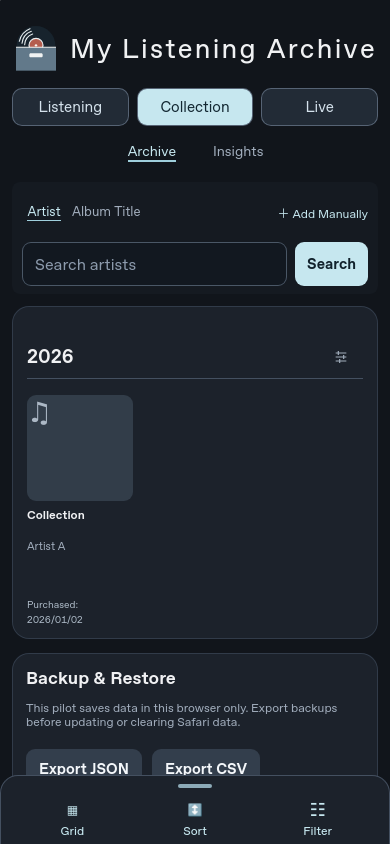 My Listening Archive
Listening
Collection
Live
Archive
Insights
Artist
Album Title
+ Add Manually
Search artists
Search
2026
Collection
Artist A
Purchased:
2026/01/02
Backup & Restore
This pilot saves data in this browser only. Export backups
before updating or clearing Safari data.
Export JSON
Export CSV
Grid
Sort
Filter